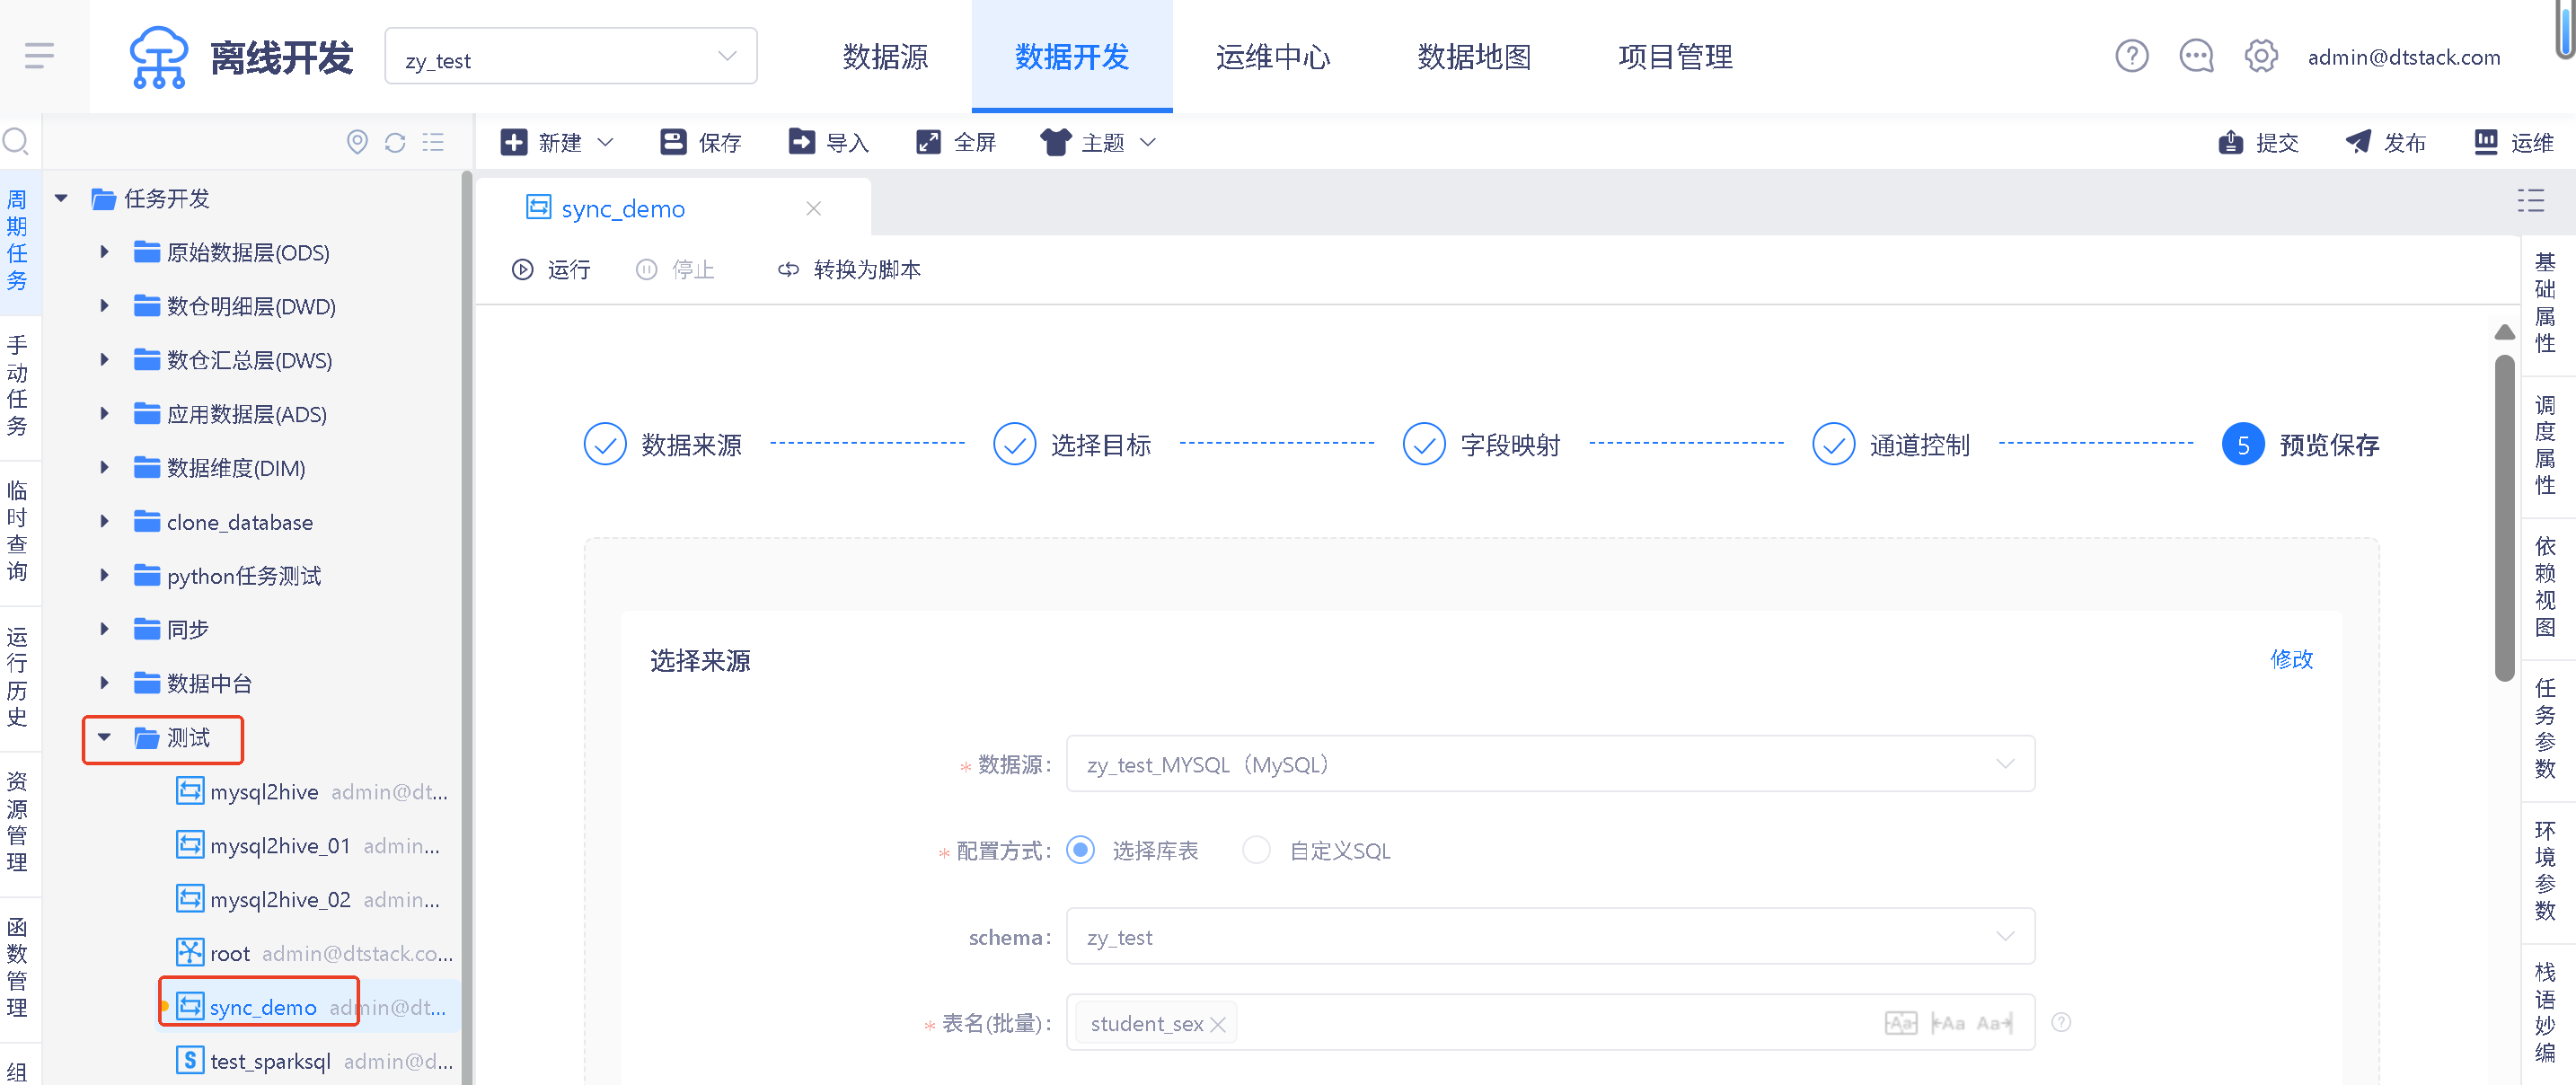 离线开发
zy_test
数据源
数据开发
运维中心
数据地图
项目管理
admin@dtstack.com
新建
保存
导入
全屏
主题
提交
发布
运维
周期任务
手动任务
临时查询
运行历史
资源管理
函数管理
组
任务开发
原始数据层(ODS)
数仓明细层(DWD)
数仓汇总层(DWS)
应用数据层(ADS)
数据维度(DIM)
clone_database
python任务测试
同步
数据中台
测试
mysql2hive admin@dt...
mysql2hive_01 admin...
mysql2hive_02 admin...
root admin@dtstack.co...
sync_demo admin@dt...
S test_sparksql admin@d...
sync_demo
运行
停止
转换为脚本
数据来源
选择目标
字段映射
通道控制
5 预览保存
选择来源
修改
* 数据源： zy_test_MYSQL（MySQL）
* 配置方式： 选择库表 自定义SQL
schema： zy_test
* 表名(批量)： student_sex Aa Aa Aa
基础属性
调度属性
依赖视图
任务参数
环境参数
栈语妙编